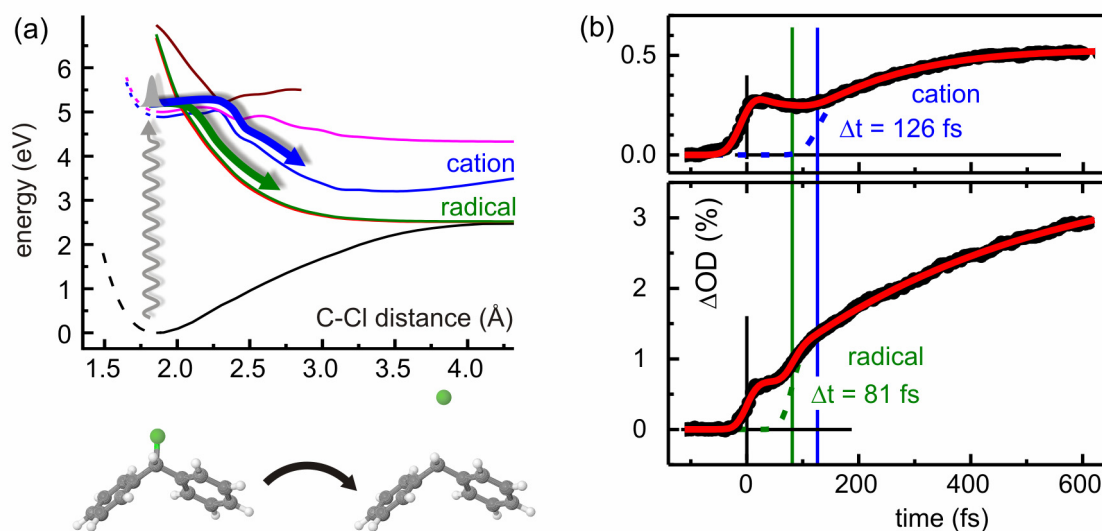 (a)
energy (eV)
6
5
4
3
2
1
0
cation
radical
C-Cl distance (Å)
1.5 2.0 2.5 3.0 3.5 4.0
(b)
0.5
0.0
cation
Δt = 126 fs
3
2
1
0
ΔOD (%)
radical
Δt = 81 fs
0 200 400 600
time (fs)